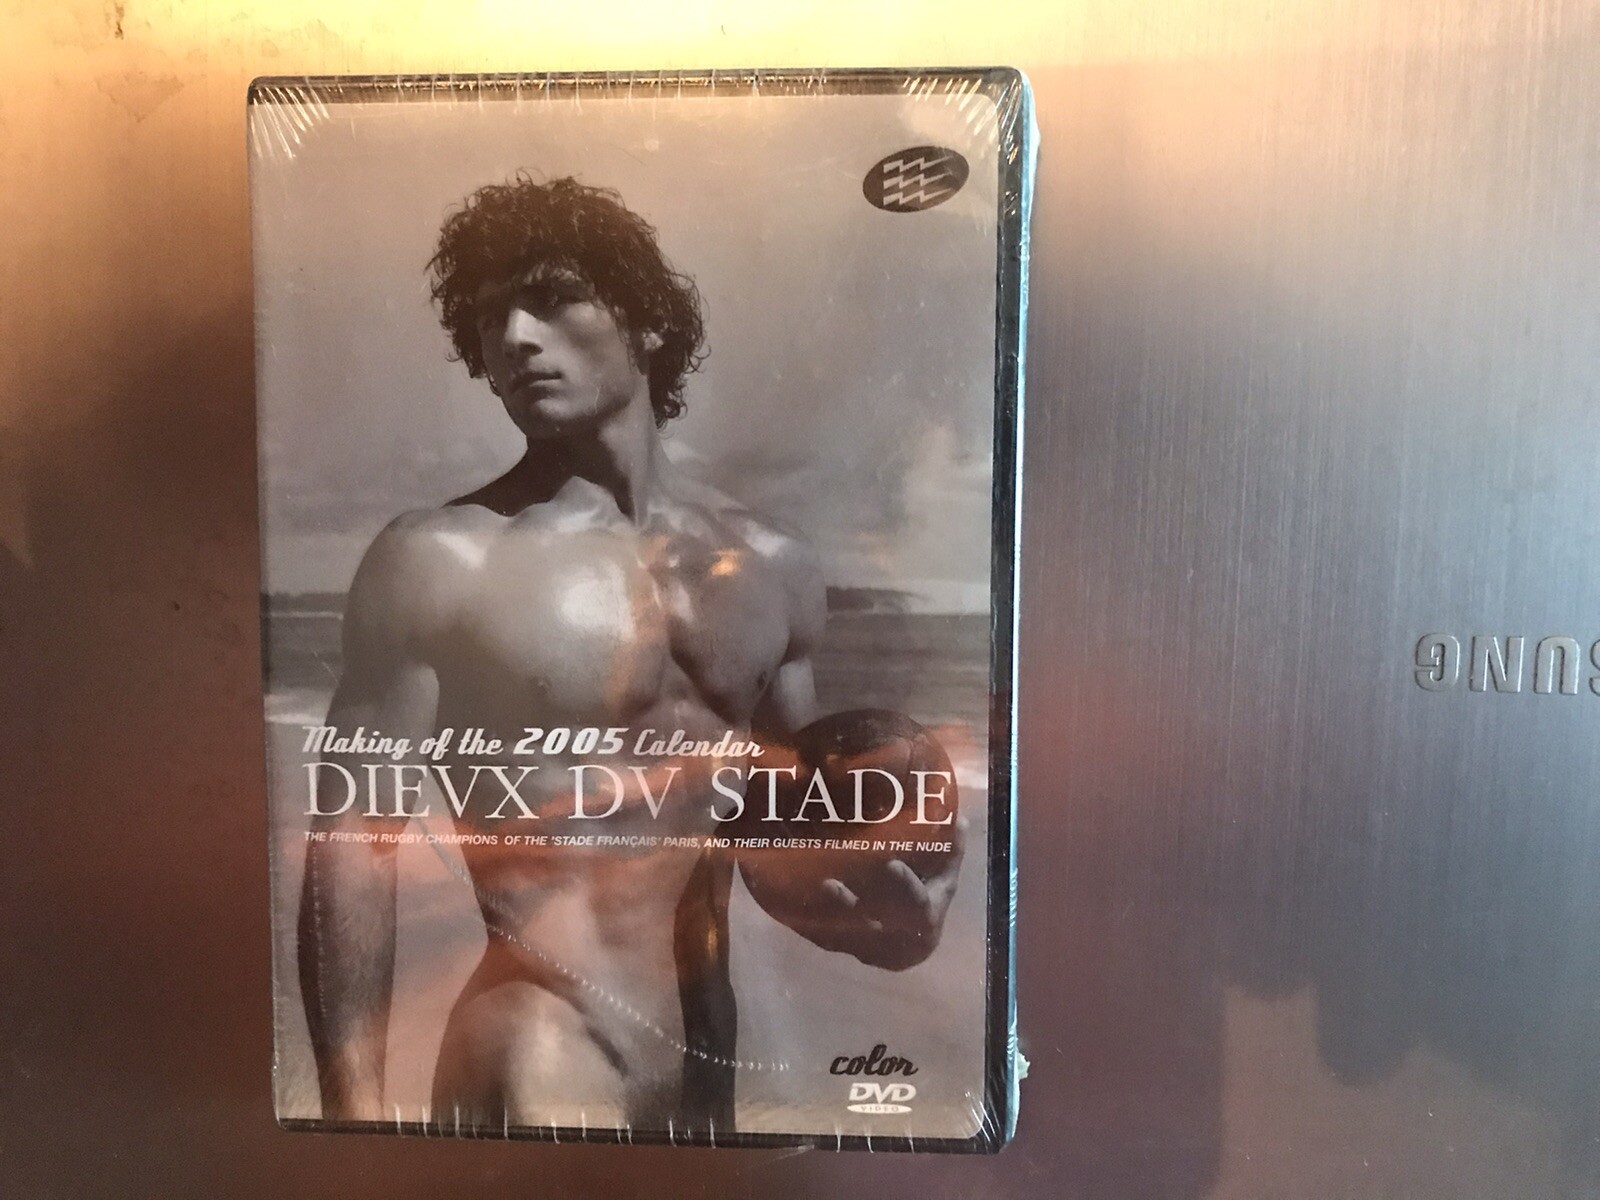 Making of the 2005 Calendar
DIEVX DV STADE
THE FRENCH RUGBY CHAMPIONS OF THE 'STADE FRANÇAIS' PARIS, AND THEIR GUESTS FILMED IN THE NUDE
color
DVD
VIDEO
SUNG